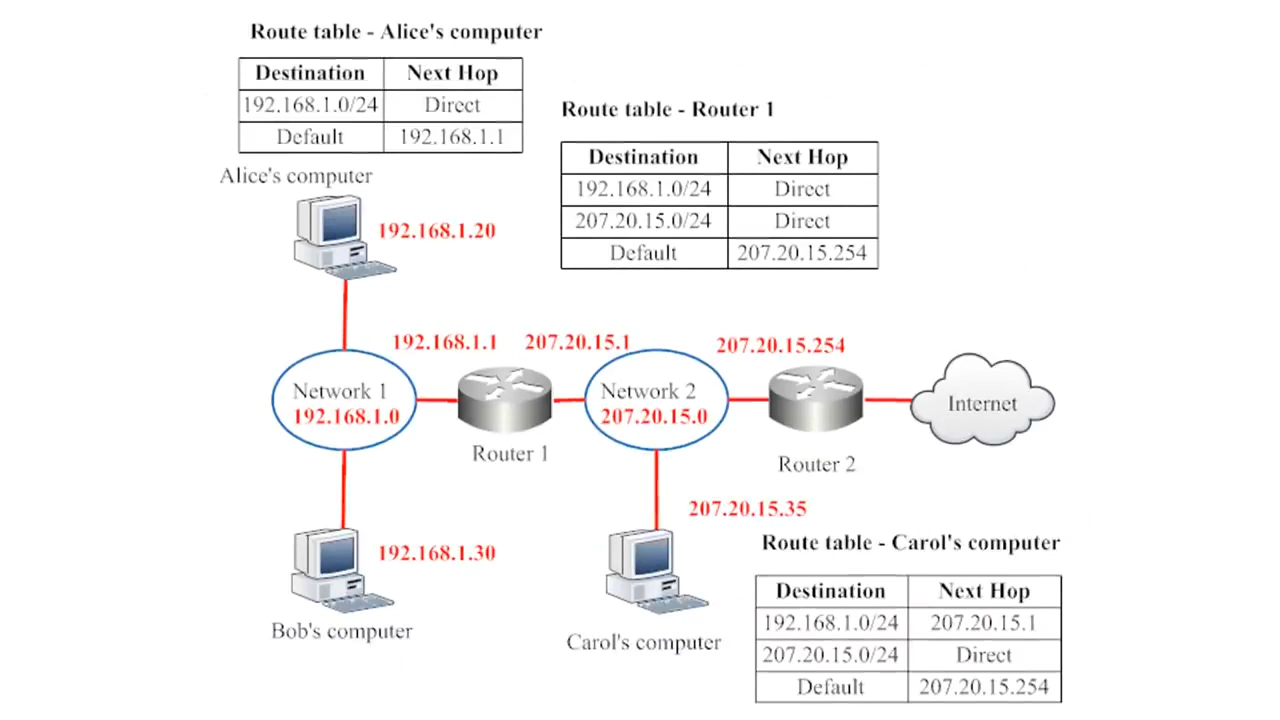 Route table - Alice's computer
Destination Next Hop
192.168.1.0/24 Direct
Default 192.168.1.1
Route table - Router 1
Destination Next Hop
192.168.1.0/24 Direct
207.20.15.0/24 Direct
Default 207.20.15.254
Alice's computer
192.168.1.20
192.168.1.1
207.20.15.1
207.20.15.254
Network 1
192.168.1.0
Network 2
207.20.15.0
Internet
Router 1
Router 2
207.20.15.35
192.168.1.30
Bob's computer
Carol's computer
Route table - Carol's computer
Destination Next Hop
192.168.1.0/24 207.20.15.1
207.20.15.0/24 Direct
Default 207.20.15.254